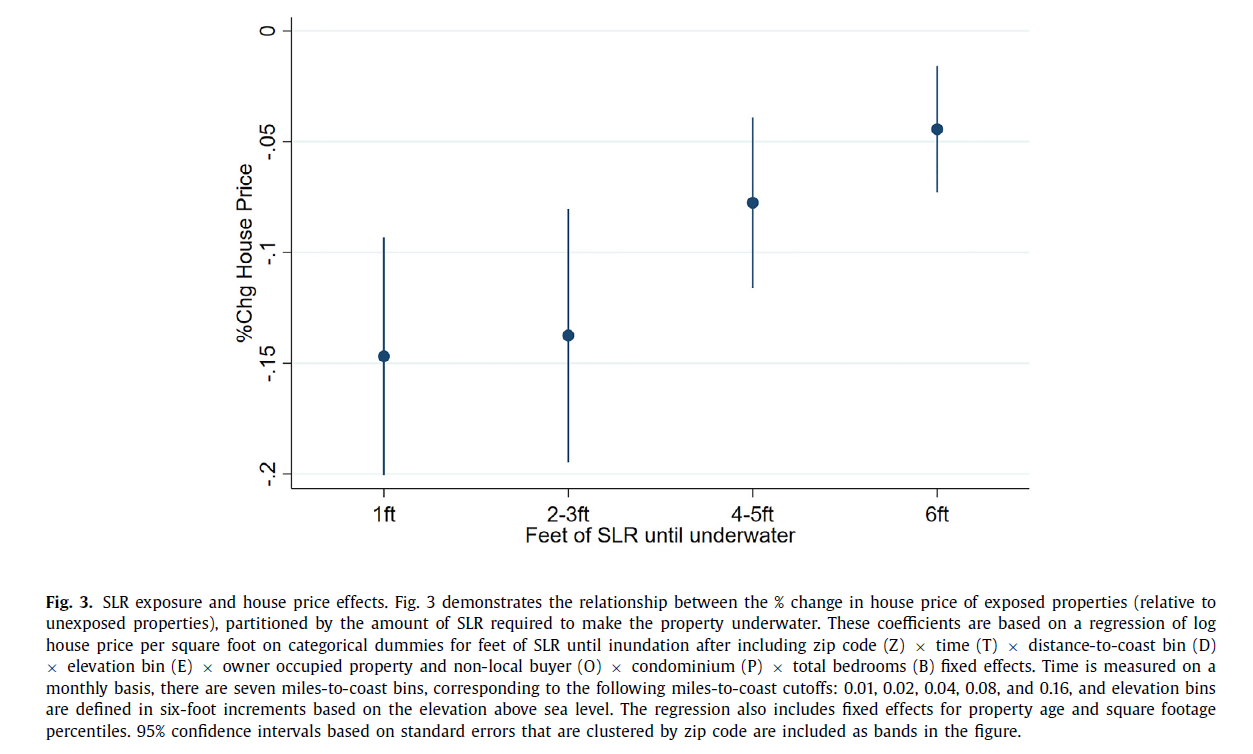 0
-.05
-.1
-.15
-.2
%Chg House Price
1ft
2-3ft
4-5ft
6ft
Feet of SLR until underwater
Fig. 3. SLR exposure and house price effects. Fig. 3 demonstrates the relationship between the % change in house price of exposed properties (relative to
unexposed properties), partitioned by the amount of SLR required to make the property underwater. These coefficients are based on a regression of log
house price per square foot on categorical dummies for feet of SLR until inundation after including zip code (Z) × time (T) × distance-to-coast bin (D)
× elevation bin (E) × owner occupied property and non-local buyer (O) × condominium (P) × total bedrooms (B) fixed effects. Time is measured on a
monthly basis, there are seven miles-to-coast bins, corresponding to the following miles-to-coast cutoffs: 0.01, 0.02, 0.04, 0.08, and 0.16, and elevation bins
are defined in six-foot increments based on the elevation above sea level. The regression also includes fixed effects for property age and square footage
percentiles. 95% confidence intervals based on standard errors that are clustered by zip code are included as bands in the figure.